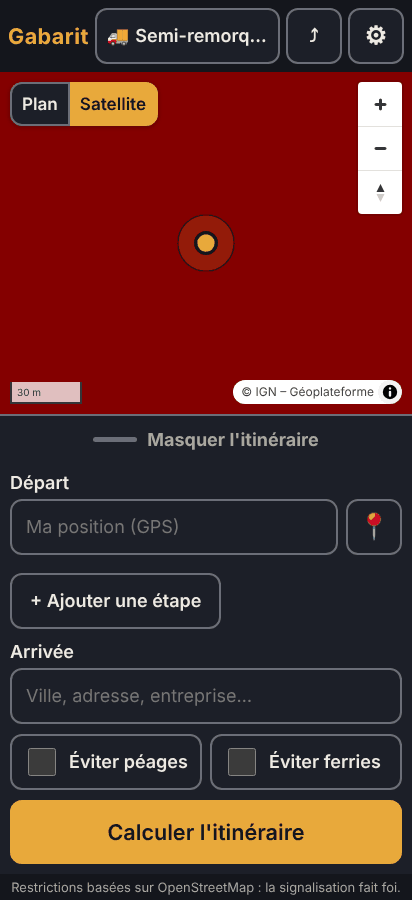 Gabarit
Semi-remorq...
Plan
Satellite
30 m
© IGN – Géoplateforme
Masquer l'itinéraire
Départ
Ma position (GPS)
+ Ajouter une étape
Arrivée
Ville, adresse, entreprise...
Éviter péages
Éviter ferries
Calculer l'itinéraire
Restrictions basées sur OpenStreetMap : la signalisation fait foi.